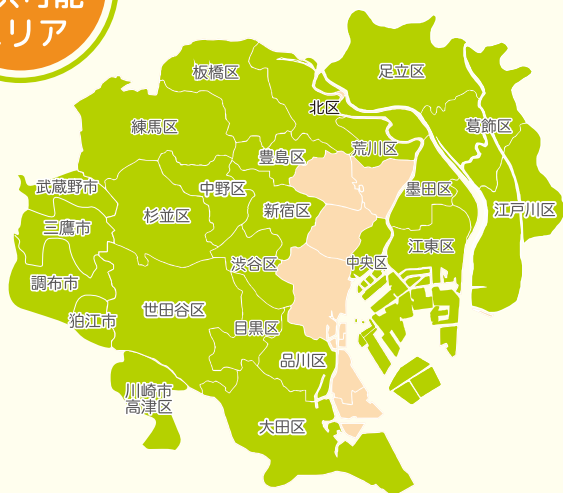 リア
板橋区
足立区
北区
練馬区
荒川区
葛飾区
豊島区
武蔵野市
中野区
墨田区
杉並区
新宿区
江戸川区
三鷹市
江東区
渋谷区
中央区
調布市
世田谷区
狛江市
目黒区
品川区
川崎市
高津区
大田区